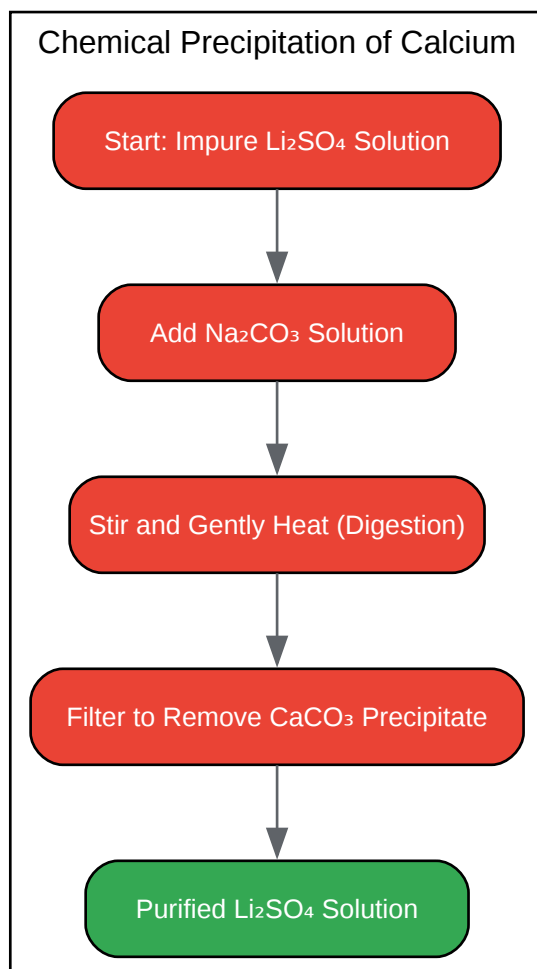 Chemical Precipitation of Calcium
Start: Impure Li₂SO₄ Solution
Add Na₂CO₃ Solution
Stir and Gently Heat (Digestion)
Filter to Remove CaCO₃ Precipitate
Purified Li₂SO₄ Solution